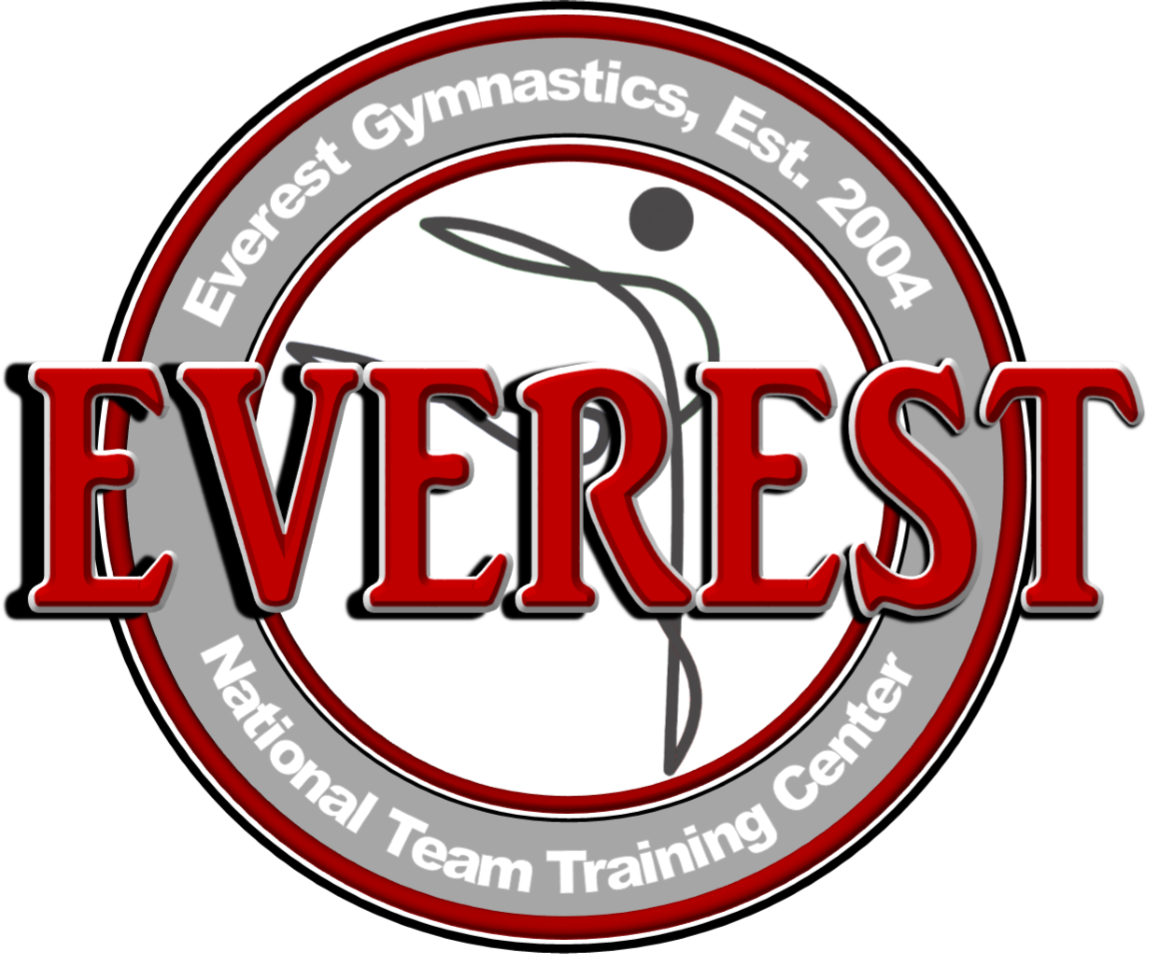 Everest Gymnastics, Est. 2004
EVEREST
National Team Training Center